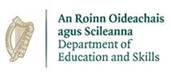 An Roinn Oideachais
agus Scileanna
Department of
Education and Skills